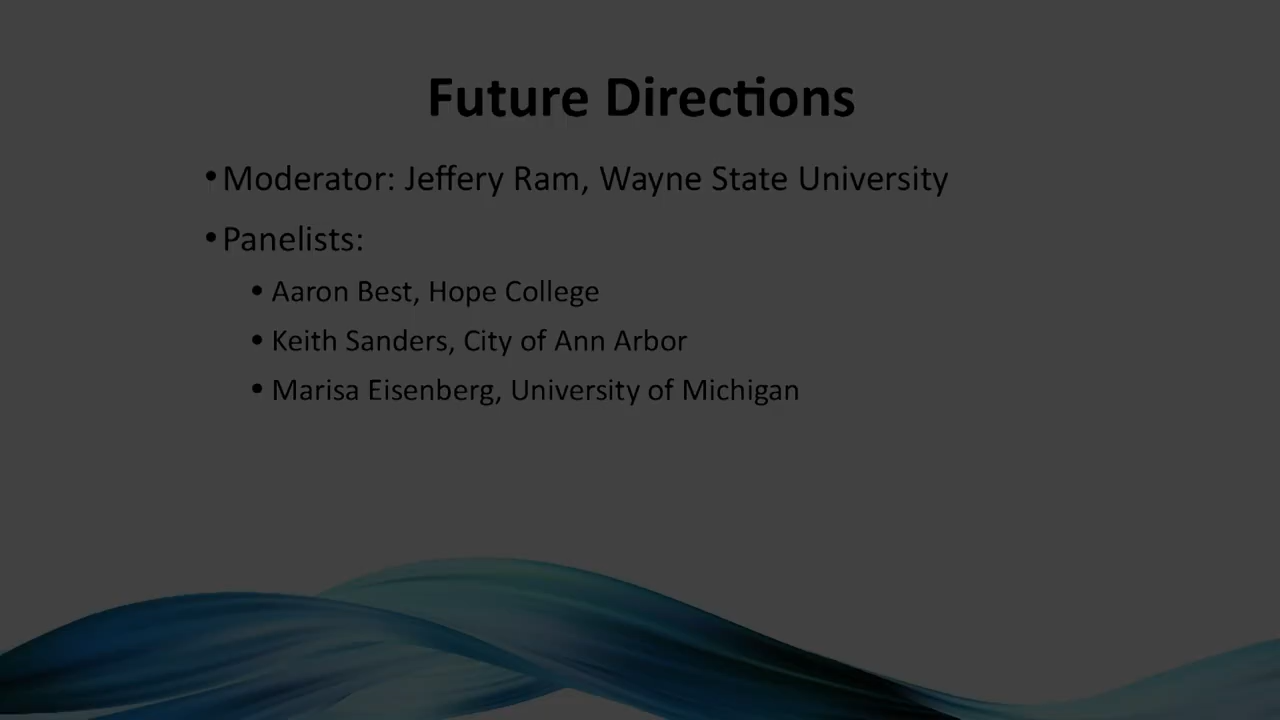 Future Directions
• Moderator: Jeffery Ram, Wayne State University
• Panelists:
• Aaron Best, Hope College
• Keith Sanders, City of Ann Arbor
• Marisa Eisenberg, University of Michigan